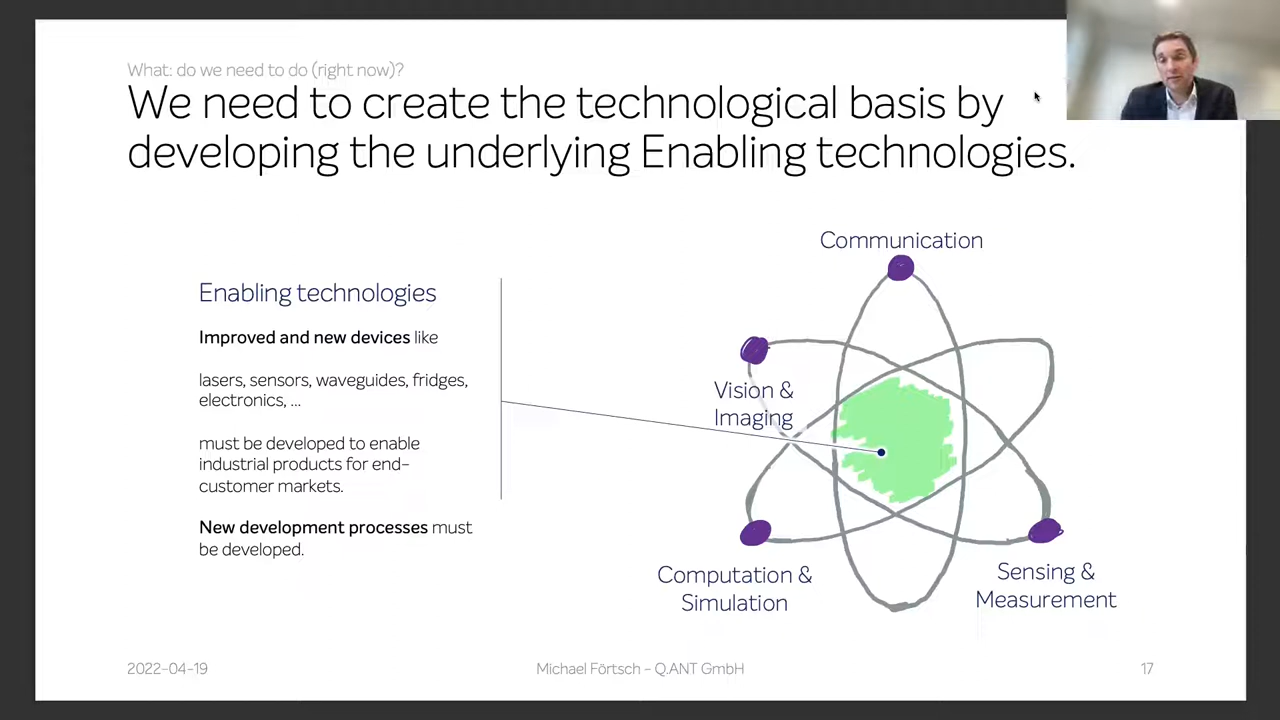 What: do we need to do (right now)?
We need to create the technological basis by
developing the underlying Enabling technologies.
Enabling technologies
Improved and new devices like
lasers, sensors, waveguides, fridges,
electronics, ...
must be developed to enable
industrial products for end-
customer markets.
New development processes must
be developed.
Communication
Vision &
Imaging
Computation &
Simulation
Sensing &
Measurement
2022-04-19
Michael Förtsch – Q.ANT GmbH
17